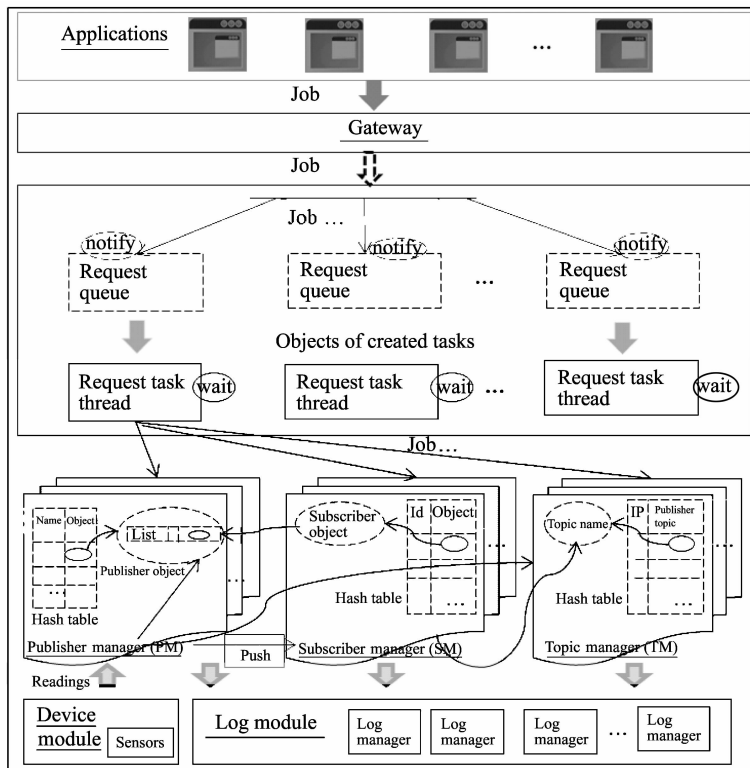 Applications
...
Job
Gateway
Job
Job ...
notify
notify
notify
Request
queue
Request
queue
...
Request
queue
Objects of created tasks
Request task
thread
wait
Request task
thread
wait
...
Request task
thread
wait
Job...
Name
Object
List
Publisher object
...
...
Hash table
Publisher manager (PM)
Subscriber
object
Id
Object
...
...
Hash table
Subscriber manager (SM)
Topic name
IP
Publisher
topic
...
...
Hash table
Topic manager (TM)
Push
Readings
Device
module
Sensors
Log module
Log
manager
Log
manager
Log
manager
...
Log
manager